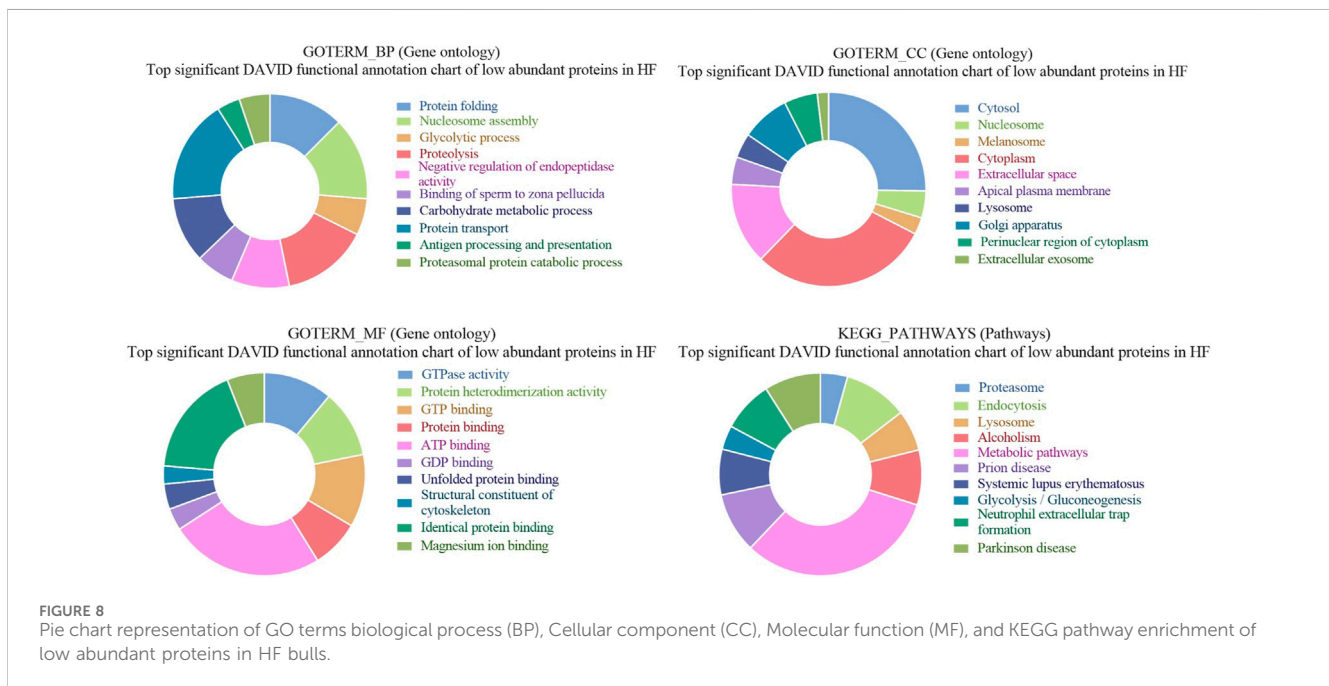 GOTERM_BP (Gene ontology)
Top significant DAVID functional annotation chart of low abundant proteins in HF
Protein folding
Nucleosome assembly
Glycolytic process
Proteolysis
Negative regulation of endopeptidase
activity
Binding of sperm to zona pellucida
Carbohydrate metabolic process
Protein transport
Antigen processing and presentation
Proteasomal protein catabolic process
GOTERM_CC (Gene ontology)
Top significant DAVID functional annotation chart of low abundant proteins in HF
Cytosol
Nucleosome
Melanosome
Cytoplasm
Extracellular space
Apical plasma membrane
Lysosome
Golgi apparatus
Perinuclear region of cytoplasm
Extracellular exosome
GOTERM_MF (Gene ontology)
Top significant DAVID functional annotation chart of low abundant proteins in HF
GTPase activity
Protein heterodimerization activity
GTP binding
Protein binding
ATP binding
GDP binding
Unfolded protein binding
Structural constituent of
cytoskeleton
Identical protein binding
Magnesium ion binding
KEGG_PATHWAYS (Pathways)
Top significant DAVID functional annotation chart of low abundant proteins in HF
Proteasome
Endocytosis
Lysosome
Alcoholism
Metabolic pathways
Prion disease
Systemic lupus erythematosus
Glycolysis / Gluconeogenesis
Neutrophil extracellular trap
formation
Parkinson disease
FIGURE 8
Pie chart representation of GO terms biological process (BP), Cellular component (CC), Molecular function (MF), and KEGG pathway enrichment of
low abundant proteins in HF bulls.